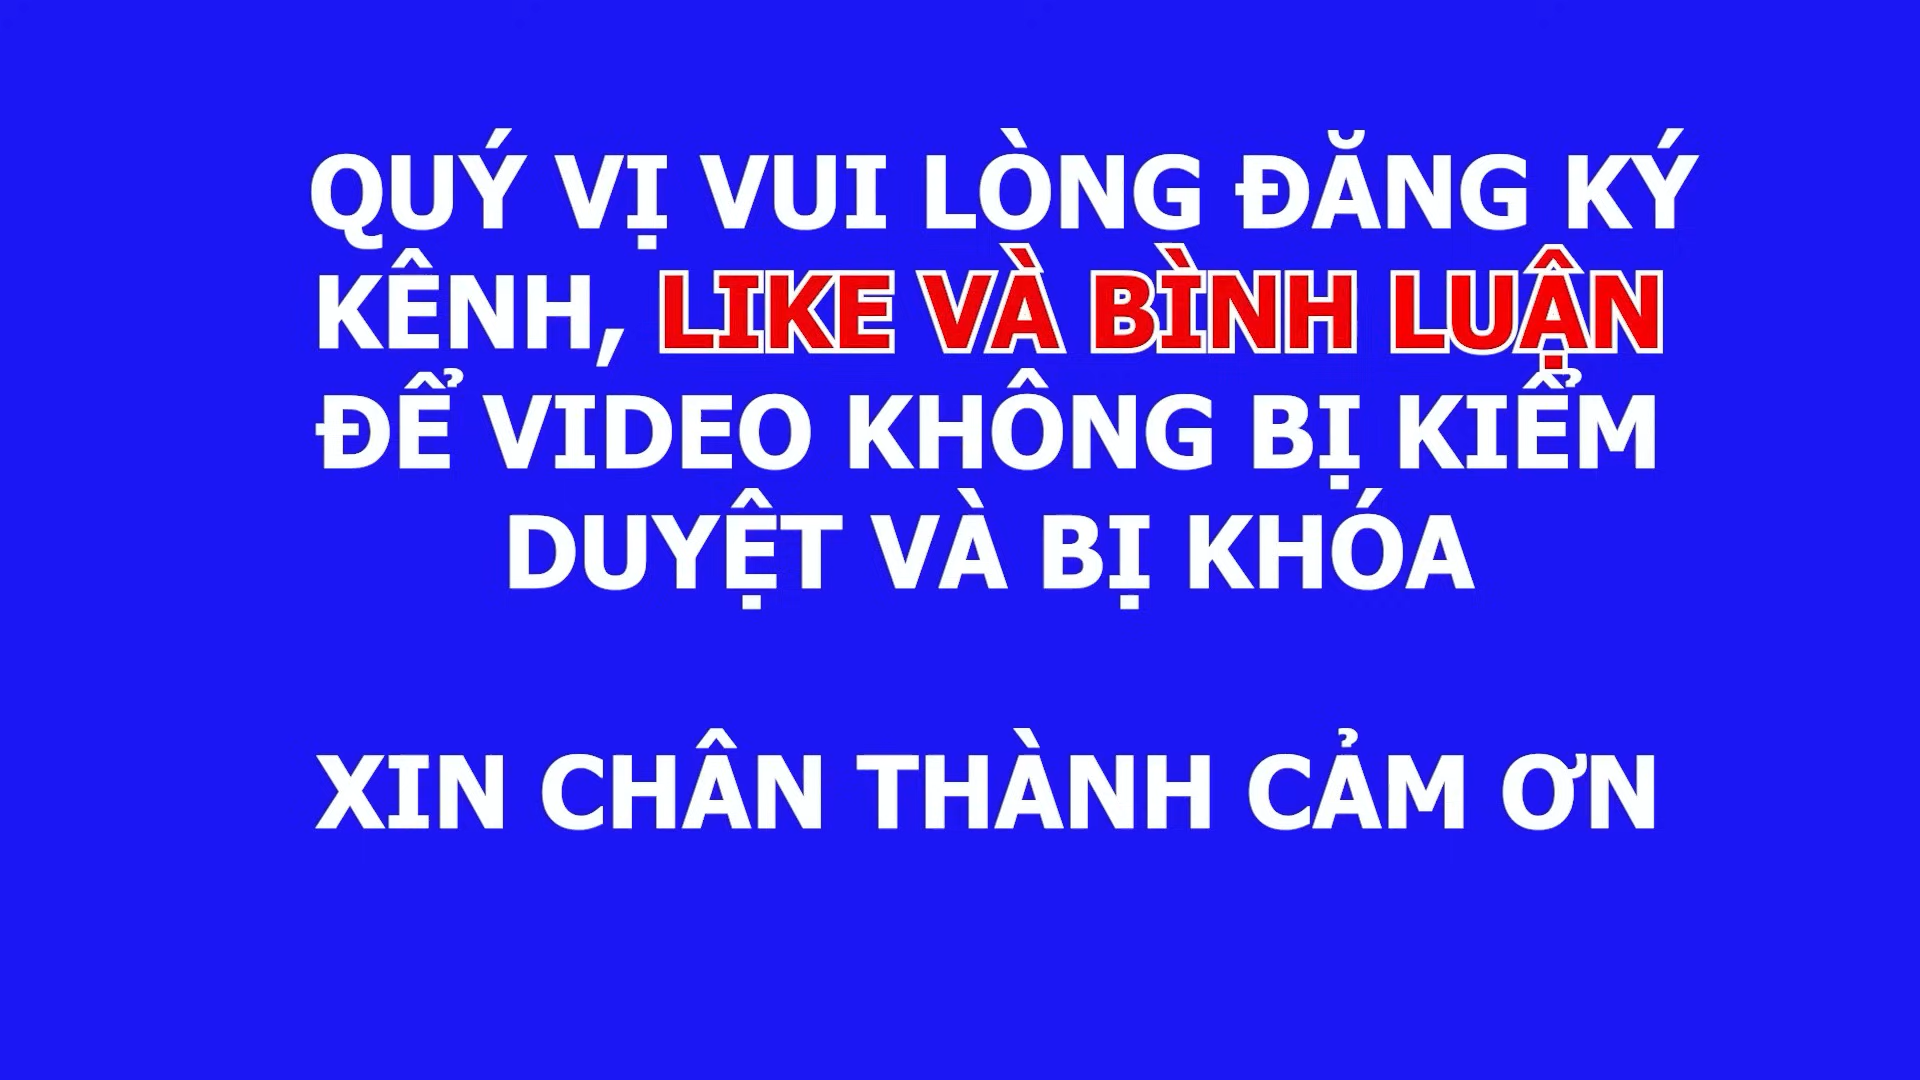 QUÝ VỊ VUI LÒNG ĐĂNG KÝ
KÊNH, LIKE VÀ BÌNH LUẬN
ĐỂ VIDEO KHÔNG BỊ KIỂM
DUYỆT VÀ BỊ KHÓA
XIN CHÂN THÀNH CẢM ƠN